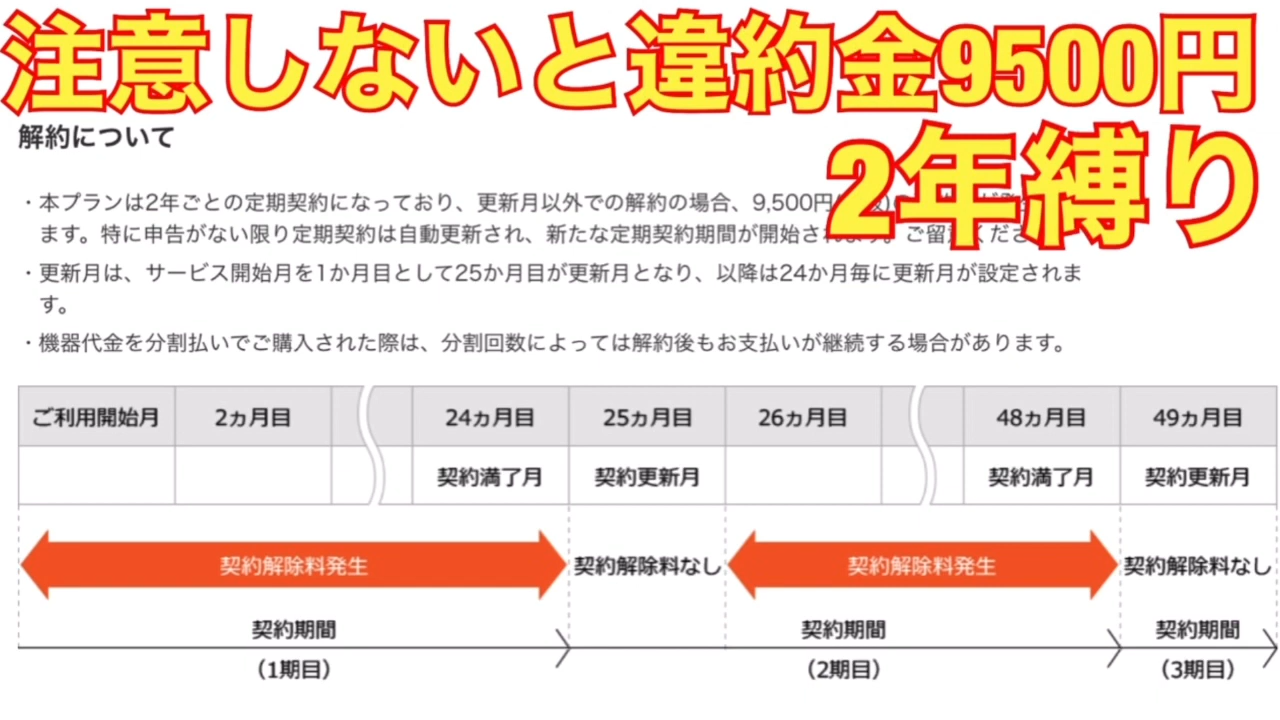 注意しないと違約金9500円
2年縛り
解約について
・本プランは2年ごとの定期契約になっており、更新月以外での解約の場合、9,500円
ます。特に申告がない限り定期契約は自動更新され、新たな定期契約期間が開始され
・更新月は、サービス開始月を1か月目として25か月目が更新月となり、以降は24か月毎に更新月が設定されま
す。
・機器代金を分割払いでご購入された際は、分割回数によっては解約後もお支払いが継続する場合があります。
ご利用開始月 2ヵ月目 24ヵ月目 25ヵ月目 26ヵ月目 48ヵ月目 49ヵ月目
契約満了月 契約更新月 契約満了月 契約更新月
契約解除料発生 契約解除料なし 契約解除料発生 契約解除料なし
契約期間 契約期間 契約期間
(1期目) (2期目) (3期目)